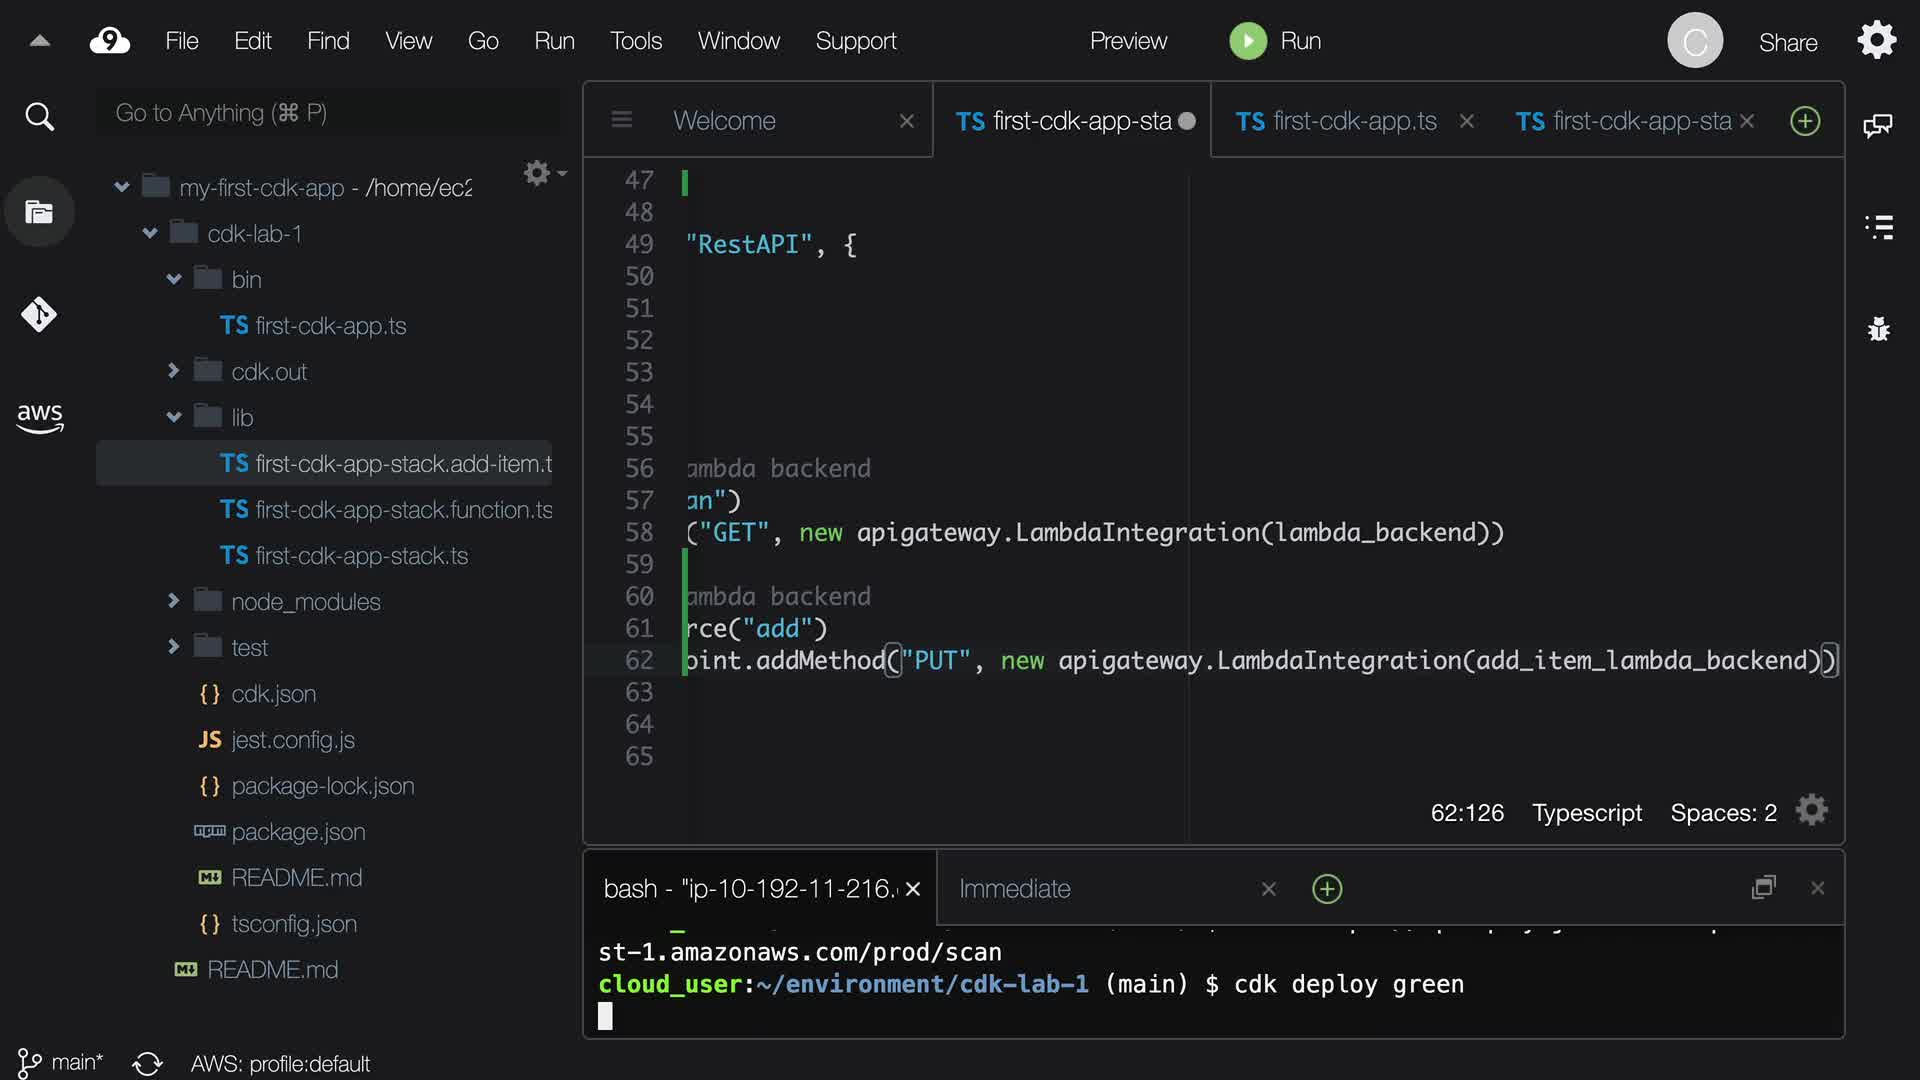 9 File Edit Find View Go Run Tools Window Support Preview Run C Share
Go to Anything (⌘ P)
Welcome
TS first-cdk-app-sta
TS first-cdk-app.ts
TS first-cdk-app-sta
my-first-cdk-app - /home/ec2
cdk-lab-1
bin
TS first-cdk-app.ts
cdk.out
aws
lib
TS first-cdk-app-stack.add-item.t
TS first-cdk-app-stack.function.ts
TS first-cdk-app-stack.ts
node_modules
test
{} cdk.json
JS jest.config.js
{} package-lock.json
npm package.json
M README.md
{} tsconfig.json
M README.md
47
48
49 "RestAPI", {
50
51
52
53
54
55
56 ambda backend
57 an")
58 ("GET", new apigateway.LambdaIntegration(lambda_backend))
59
60 ambda backend
61 rce("add")
62 oint.addMethod("PUT", new apigateway.LambdaIntegration(add_item_lambda_backend))
63
64
65
62:126 Typescript Spaces: 2
bash - "ip-10-192-11-216.
Immediate
st-1.amazonaws.com/prod/scan
cloud_user:~/environment/cdk-lab-1 (main) $ cdk deploy green
main* AWS: profile:default